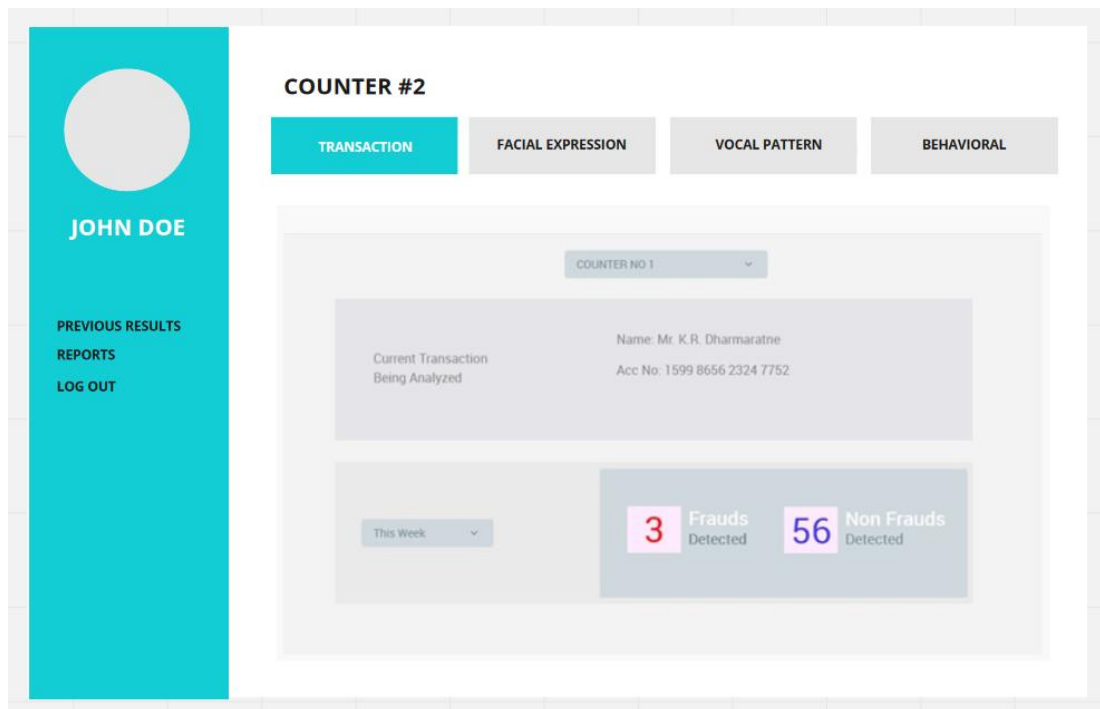 JOHN DOE
PREVIOUS RESULTS
REPORTS
LOG OUT
COUNTER #2
TRANSACTION
FACIAL EXPRESSION
VOCAL PATTERN
BEHAVIORAL
COUNTER NO 1
Current Transaction
Being Analyzed
Name: Mr. K.R. Dharmaratne
Acc No: 1599 8656 2324 7752
This Week
3
Frauds
Detected
56
Non Frauds
Detected